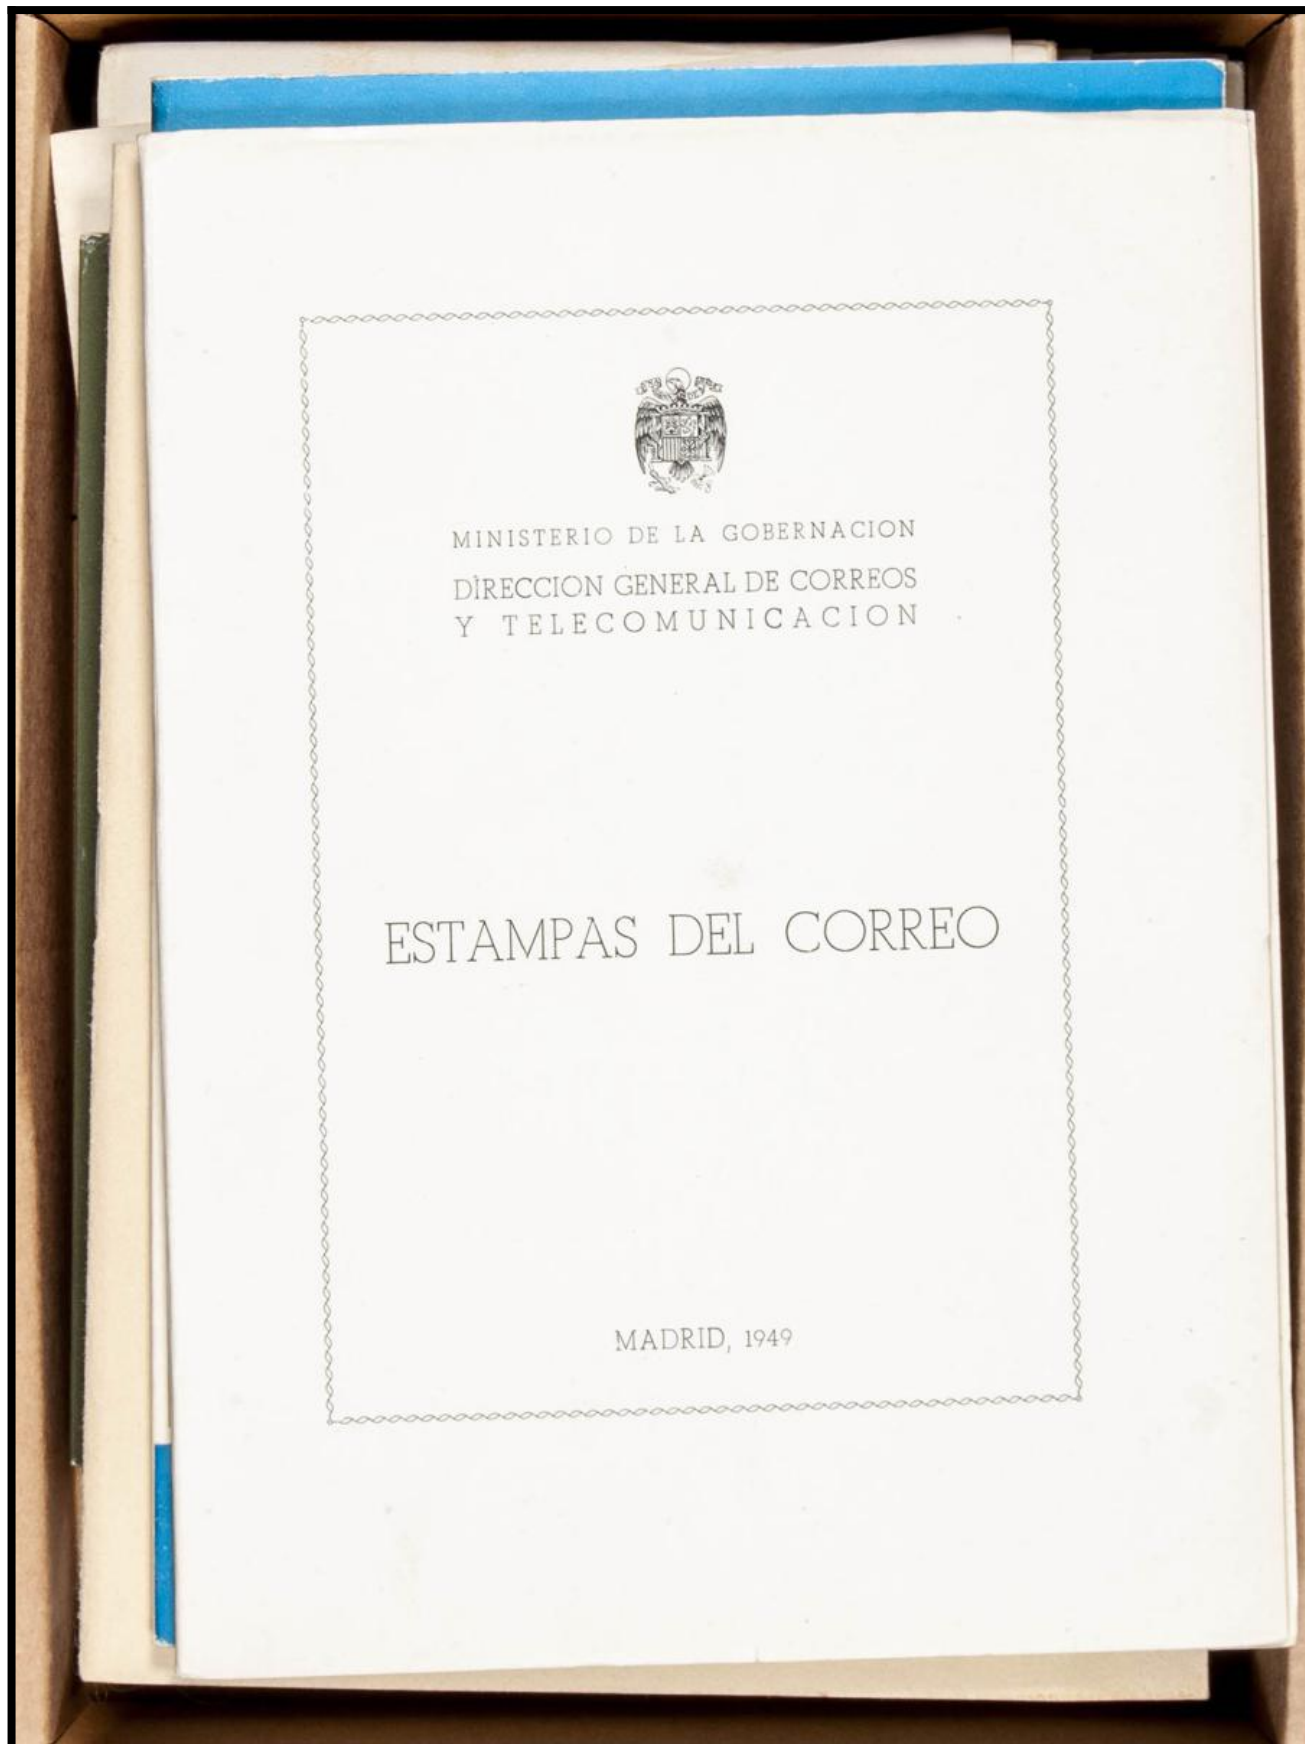 MINISTERIO DE LA GOBERNACION
DIRECCION GENERAL DE CORREOS
Y TELECOMUNICACION
ESTAMPAS DEL CORREO
MADRID, 1949